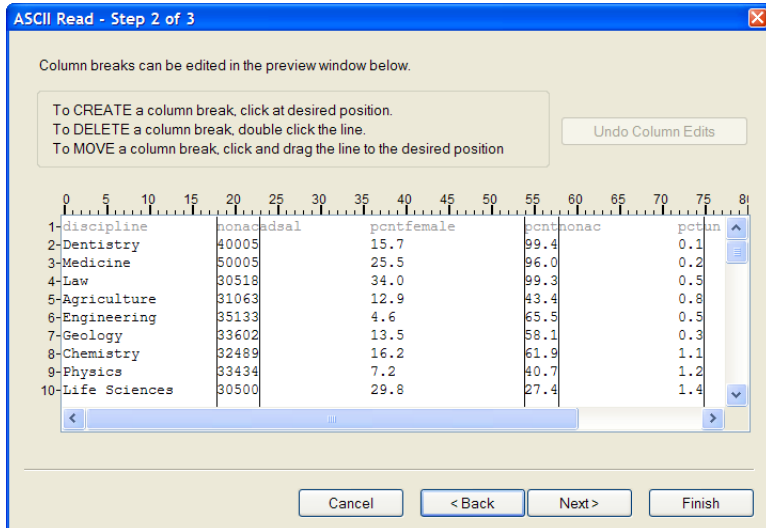 ASCII Read - Step 2 of 3
Column breaks can be edited in the preview window below.
To CREATE a column break, click at desired position.
To DELETE a column break, double click the line.
To MOVE a column break, click and drag the line to the desired position
Undo Column Edits
0 5 10 15 20 25 30 35 40 45 50 55 60 65 70 75 8
1-discipline nonacadsal pcntfemale pcntnonac pctun
2-Dentistry 40005 15.7 99.4 0.1
3-Medicine 50005 25.5 96.0 0.2
4-Law 30518 34.0 99.3 0.5
5-Agriculture 31063 12.9 43.4 0.8
6-Engineering 35133 4.6 65.5 0.5
7-Geology 33602 13.5 58.1 0.3
8-Chemistry 32489 16.2 61.9 1.1
9-Physics 33434 7.2 40.7 1.2
10-Life Sciences 30500 29.8 27.4 1.4
Cancel < Back Next > Finish